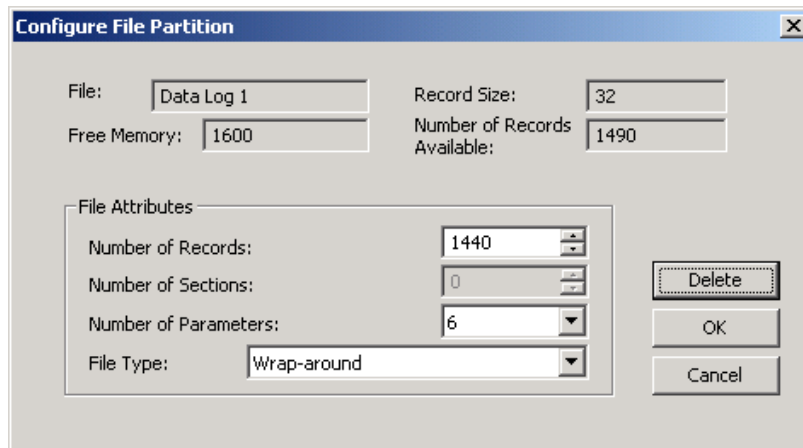 Configure File Partition
File: Data Log 1 Record Size: 32
Free Memory: 1600 Number of Records Available: 1490
File Attributes
Number of Records: 1440
Number of Sections: 0
Number of Parameters: 6
File Type: Wrap-around
Delete
OK
Cancel